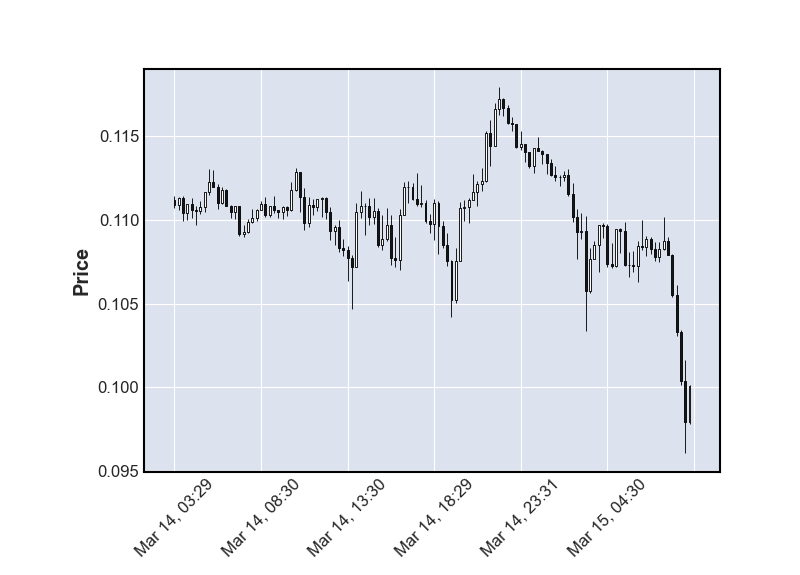 Price
0.115
0.110
0.105
0.100
0.095
Mar 14, 03:29
Mar 14, 08:30
Mar 14, 13:30
Mar 14, 18:29
Mar 14, 23:31
Mar 15, 04:30